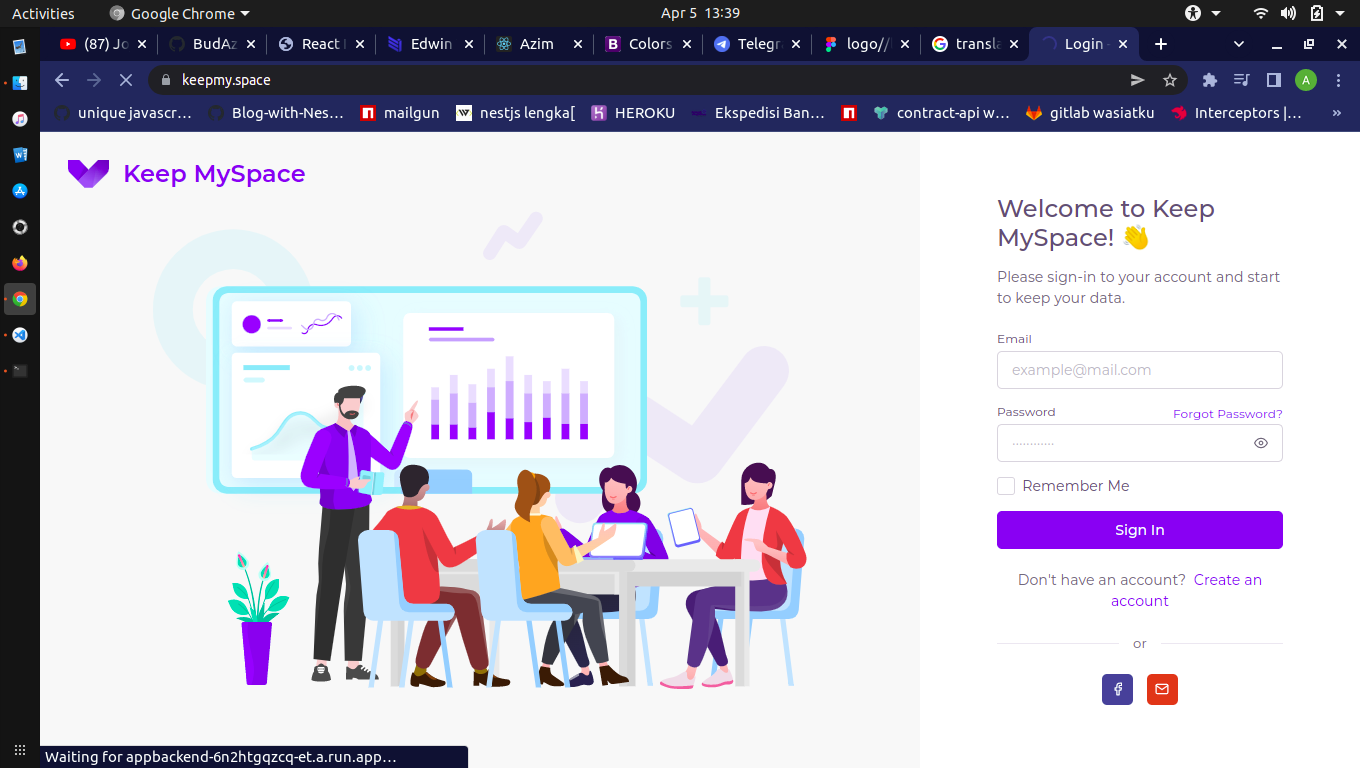 Activities
Google Chrome
Apr 5 13:39
(87) Jo
BudAz
React
Edwin
Azim
Colors
Telegr
logo//
transla
Login
keepmy.space
A
unique javascr...
Blog-with-Nes...
mailgun
nestjs lengka[
HEROKU
Ekspedisi Ban...
contract-api w...
gitlab wasiatku
Interceptors |...
»
Keep MySpace
Welcome to Keep
MySpace! 👋
Please sign-in to your account and start
to keep your data.
Email
example@mail.com
Password
Forgot Password?
············
Remember Me
Sign In
Don't have an account? Create an
account
or
Waiting for appbackend-6n2htgqzcq-et.a.run.app...